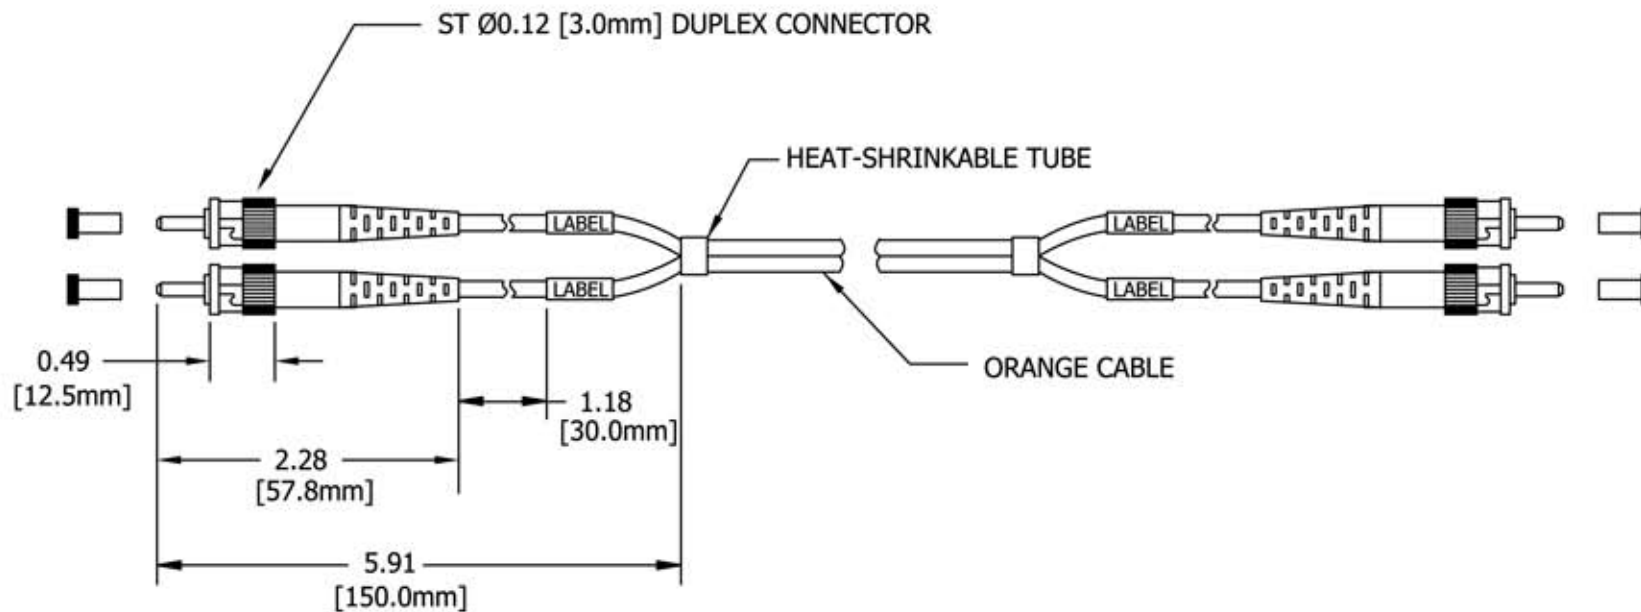 ST Ø0.12 [3.0mm] DUPLEX CONNECTOR
HEAT-SHRINKABLE TUBE
LABEL
LABEL
LABEL
LABEL
0.49
[12.5mm]
ORANGE CABLE
1.18
[30.0mm]
2.28
[57.8mm]
5.91
[150.0mm]